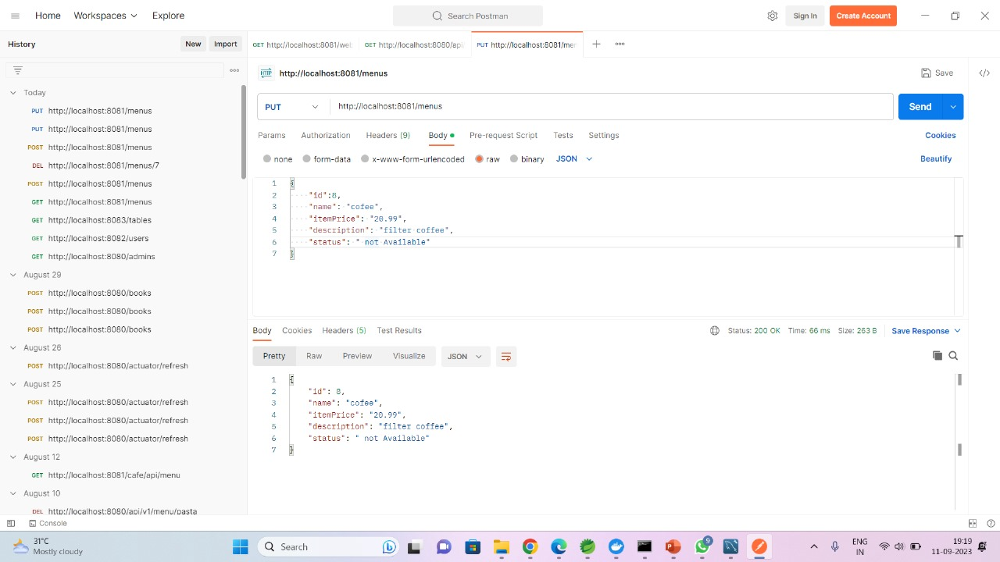 Home Workspaces Explore Search Postman Sign In Create Account
History New Import GET http://localhost:8081/web GET http://localhost:8080/api/ PUT http://localhost:8081/men
HTTP http://localhost:8081/menus Save
Today
PUT http://localhost:8081/menus
PUT http://localhost:8081/menus
POST http://localhost:8081/menus
DEL http://localhost:8081/menus/7
POST http://localhost:8081/menus
GET http://localhost:8081/menus
GET http://localhost:8083/tables
GET http://localhost:8082/users
GET http://localhost:8080/admins
August 29
POST http://localhost:8080/books
POST http://localhost:8080/books
POST http://localhost:8080/books
August 26
POST http://localhost:8080/actuator/refresh
August 25
POST http://localhost:8080/actuator/refresh
POST http://localhost:8080/actuator/refresh
POST http://localhost:8080/actuator/refresh
August 12
GET http://localhost:8081/cafe/api/menu
August 10
DEL http://localhost:8080/api/v1/menu/pasta
PUT http://localhost:8081/menus Send
Params Authorization Headers (9) Body Pre-request Script Tests Settings Cookies
none form-data x-www-form-urlencoded raw binary JSON Beautify
1 {
2 "id":8,
3 "name": "cofee",
4 "itemPrice": "20.99",
5 "description": "filter coffee",
6 "status": " not Available"
7 }
Body Cookies Headers (5) Test Results Status: 200 OK Time: 66 ms Size: 263 B Save Response
Pretty Raw Preview Visualize JSON
1 {
2 "id": 8,
3 "name": "cofee",
4 "itemPrice": "20.99",
5 "description": "filter coffee",
6 "status": " not Available"
7 }
Console
31°C
Mostly cloudy
Search
9
ENG
IN
19:19
11-09-2023